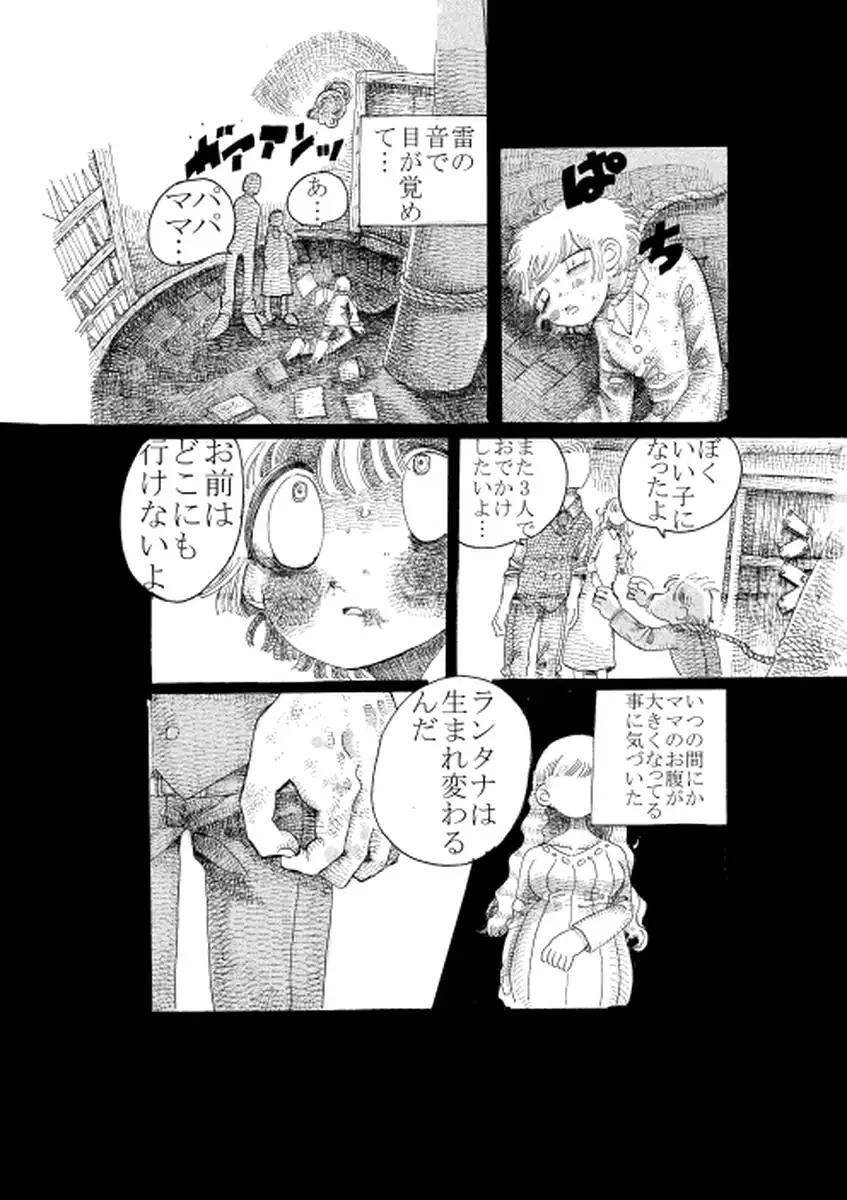 ぱ
ち
雷の
音で
目が覚め
て…
ガァアンッ
あ…
パパ
ママ…
ぼく
いい子に
なったよ
また3人で
おでかけ
したいよ…
お前は
どこにも
行けないよ
いつの間にか
ママのお腹が
大きくなってる
事に気づいた
ランタナは
生まれ変わる
んだ